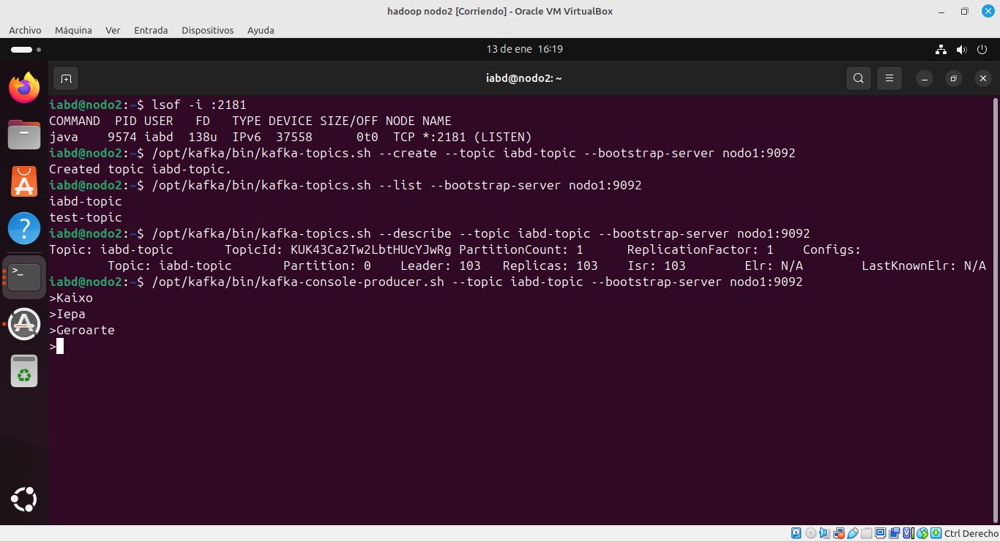 hadoop nodo2 [Corriendo] - Oracle VM VirtualBox
Archivo Máquina Ver Entrada Dispositivos Ayuda
13 de ene 16:19
iabd@nodo2: ~
iabd@nodo2:~$ lsof -i :2181
COMMAND PID USER FD TYPE DEVICE SIZE/OFF NODE NAME
java 9574 iabd 138u IPv6 37558 0t0 TCP *:2181 (LISTEN)
iabd@nodo2:~$ /opt/kafka/bin/kafka-topics.sh --create --topic iabd-topic --bootstrap-server nodo1:9092
Created topic iabd-topic.
iabd@nodo2:~$ /opt/kafka/bin/kafka-topics.sh --list --bootstrap-server nodo1:9092
iabd-topic
test-topic
iabd@nodo2:~$ /opt/kafka/bin/kafka-topics.sh --describe --topic iabd-topic --bootstrap-server nodo1:9092
Topic: iabd-topic TopicId: KUK43Ca2Tw2LbtHUcYJwRg PartitionCount: 1 ReplicationFactor: 1 Configs:
Topic: iabd-topic Partition: 0 Leader: 103 Replicas: 103 Isr: 103 Elr: N/A LastKnownElr: N/A
iabd@nodo2:~$ /opt/kafka/bin/kafka-console-producer.sh --topic iabd-topic --bootstrap-server nodo1:9092
>Kaixo
>Iepa
>Geroarte
>
Ctrl Derecho